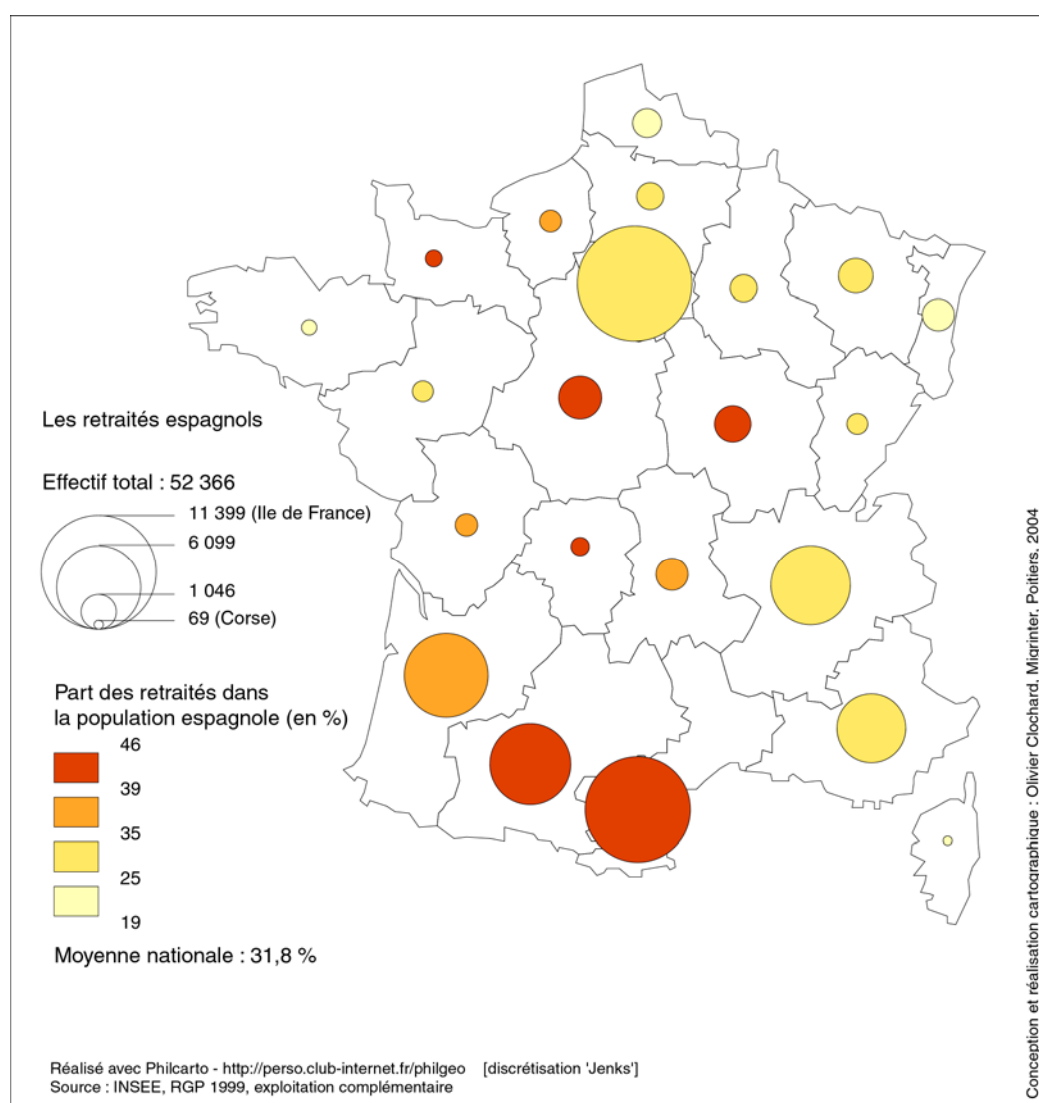 Les retraités espagnols
Effectif total : 52 366
11 399 (Ile de France)
6 099
1 046
69 (Corse)
Part des retraités dans
la population espagnole (en %)
46
39
35
25
19
Moyenne nationale : 31,8 %
Réalisé avec Philcarto - http://perso.club-internet.fr/philgeo [discrétisation 'Jenks']
Source : INSEE, RGP 1999, exploitation complémentaire
Conception et réalisation cartographique : Olivier Clochard, Migrinter, Poitiers, 2004